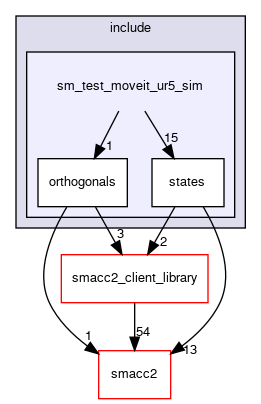 include
sm_test_moveit_ur5_sim
1
15
orthogonals
states
3
2
smacc2_client_library
1
54
13
smacc2